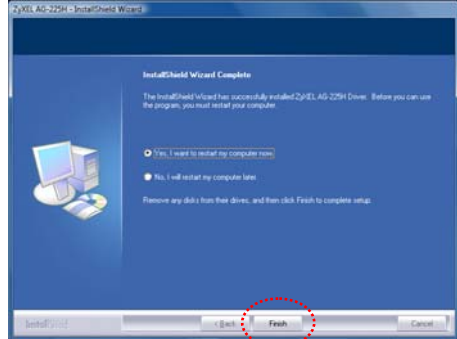 ZyXEL AG-225H - InstallShield Wizard
InstallShield Wizard Complete
The InstallShield Wizard has successfully installed ZyXEL AG-225H Driver. Before you can use
the program, you must restart your computer.
Yes, I want to restart my computer now.
No, I will restart my computer later.
Remove any disks from their drives, and then click Finish to complete setup.
InstallShield
< Back
Finish
Cancel